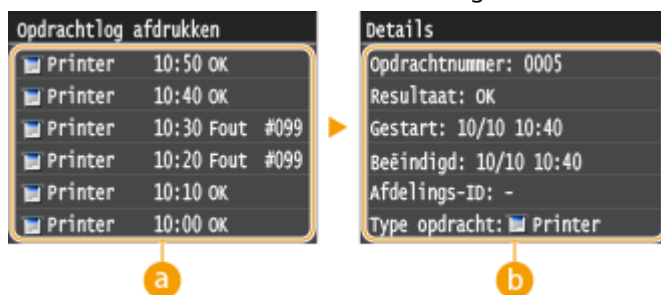 Opdrachtlog afdrukken
Printer 10:50 OK
Printer 10:40 OK
Printer 10:30 Fout #099
Printer 10:20 Fout #099
Printer 10:10 OK
Printer 10:00 OK
a
Details
Opdrachtnummer: 0005
Resultaat: OK
Gestart: 10/10 10:40
Beëindigd: 10/10 10:40
Afdelings-ID: -
Type opdracht: Printer
b